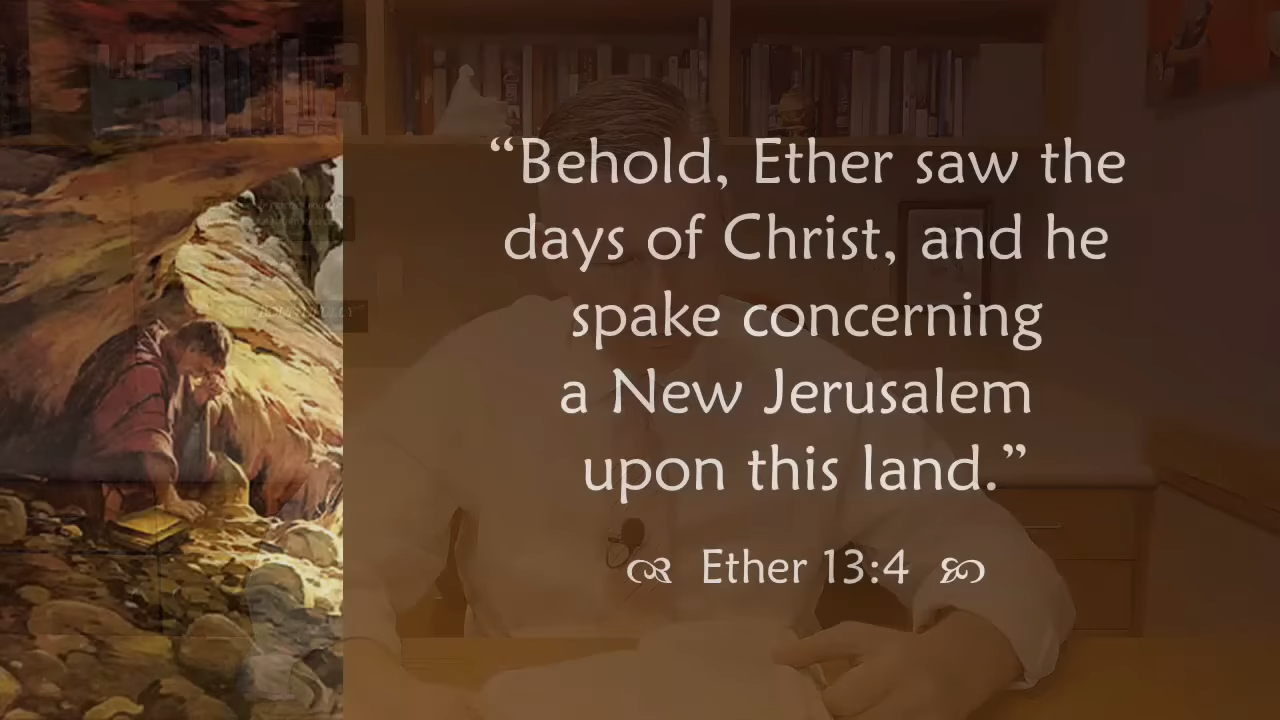 “Behold, Ether saw the
days of Christ, and he
spake concerning
a New Jerusalem
upon this land.”
Ether 13:4